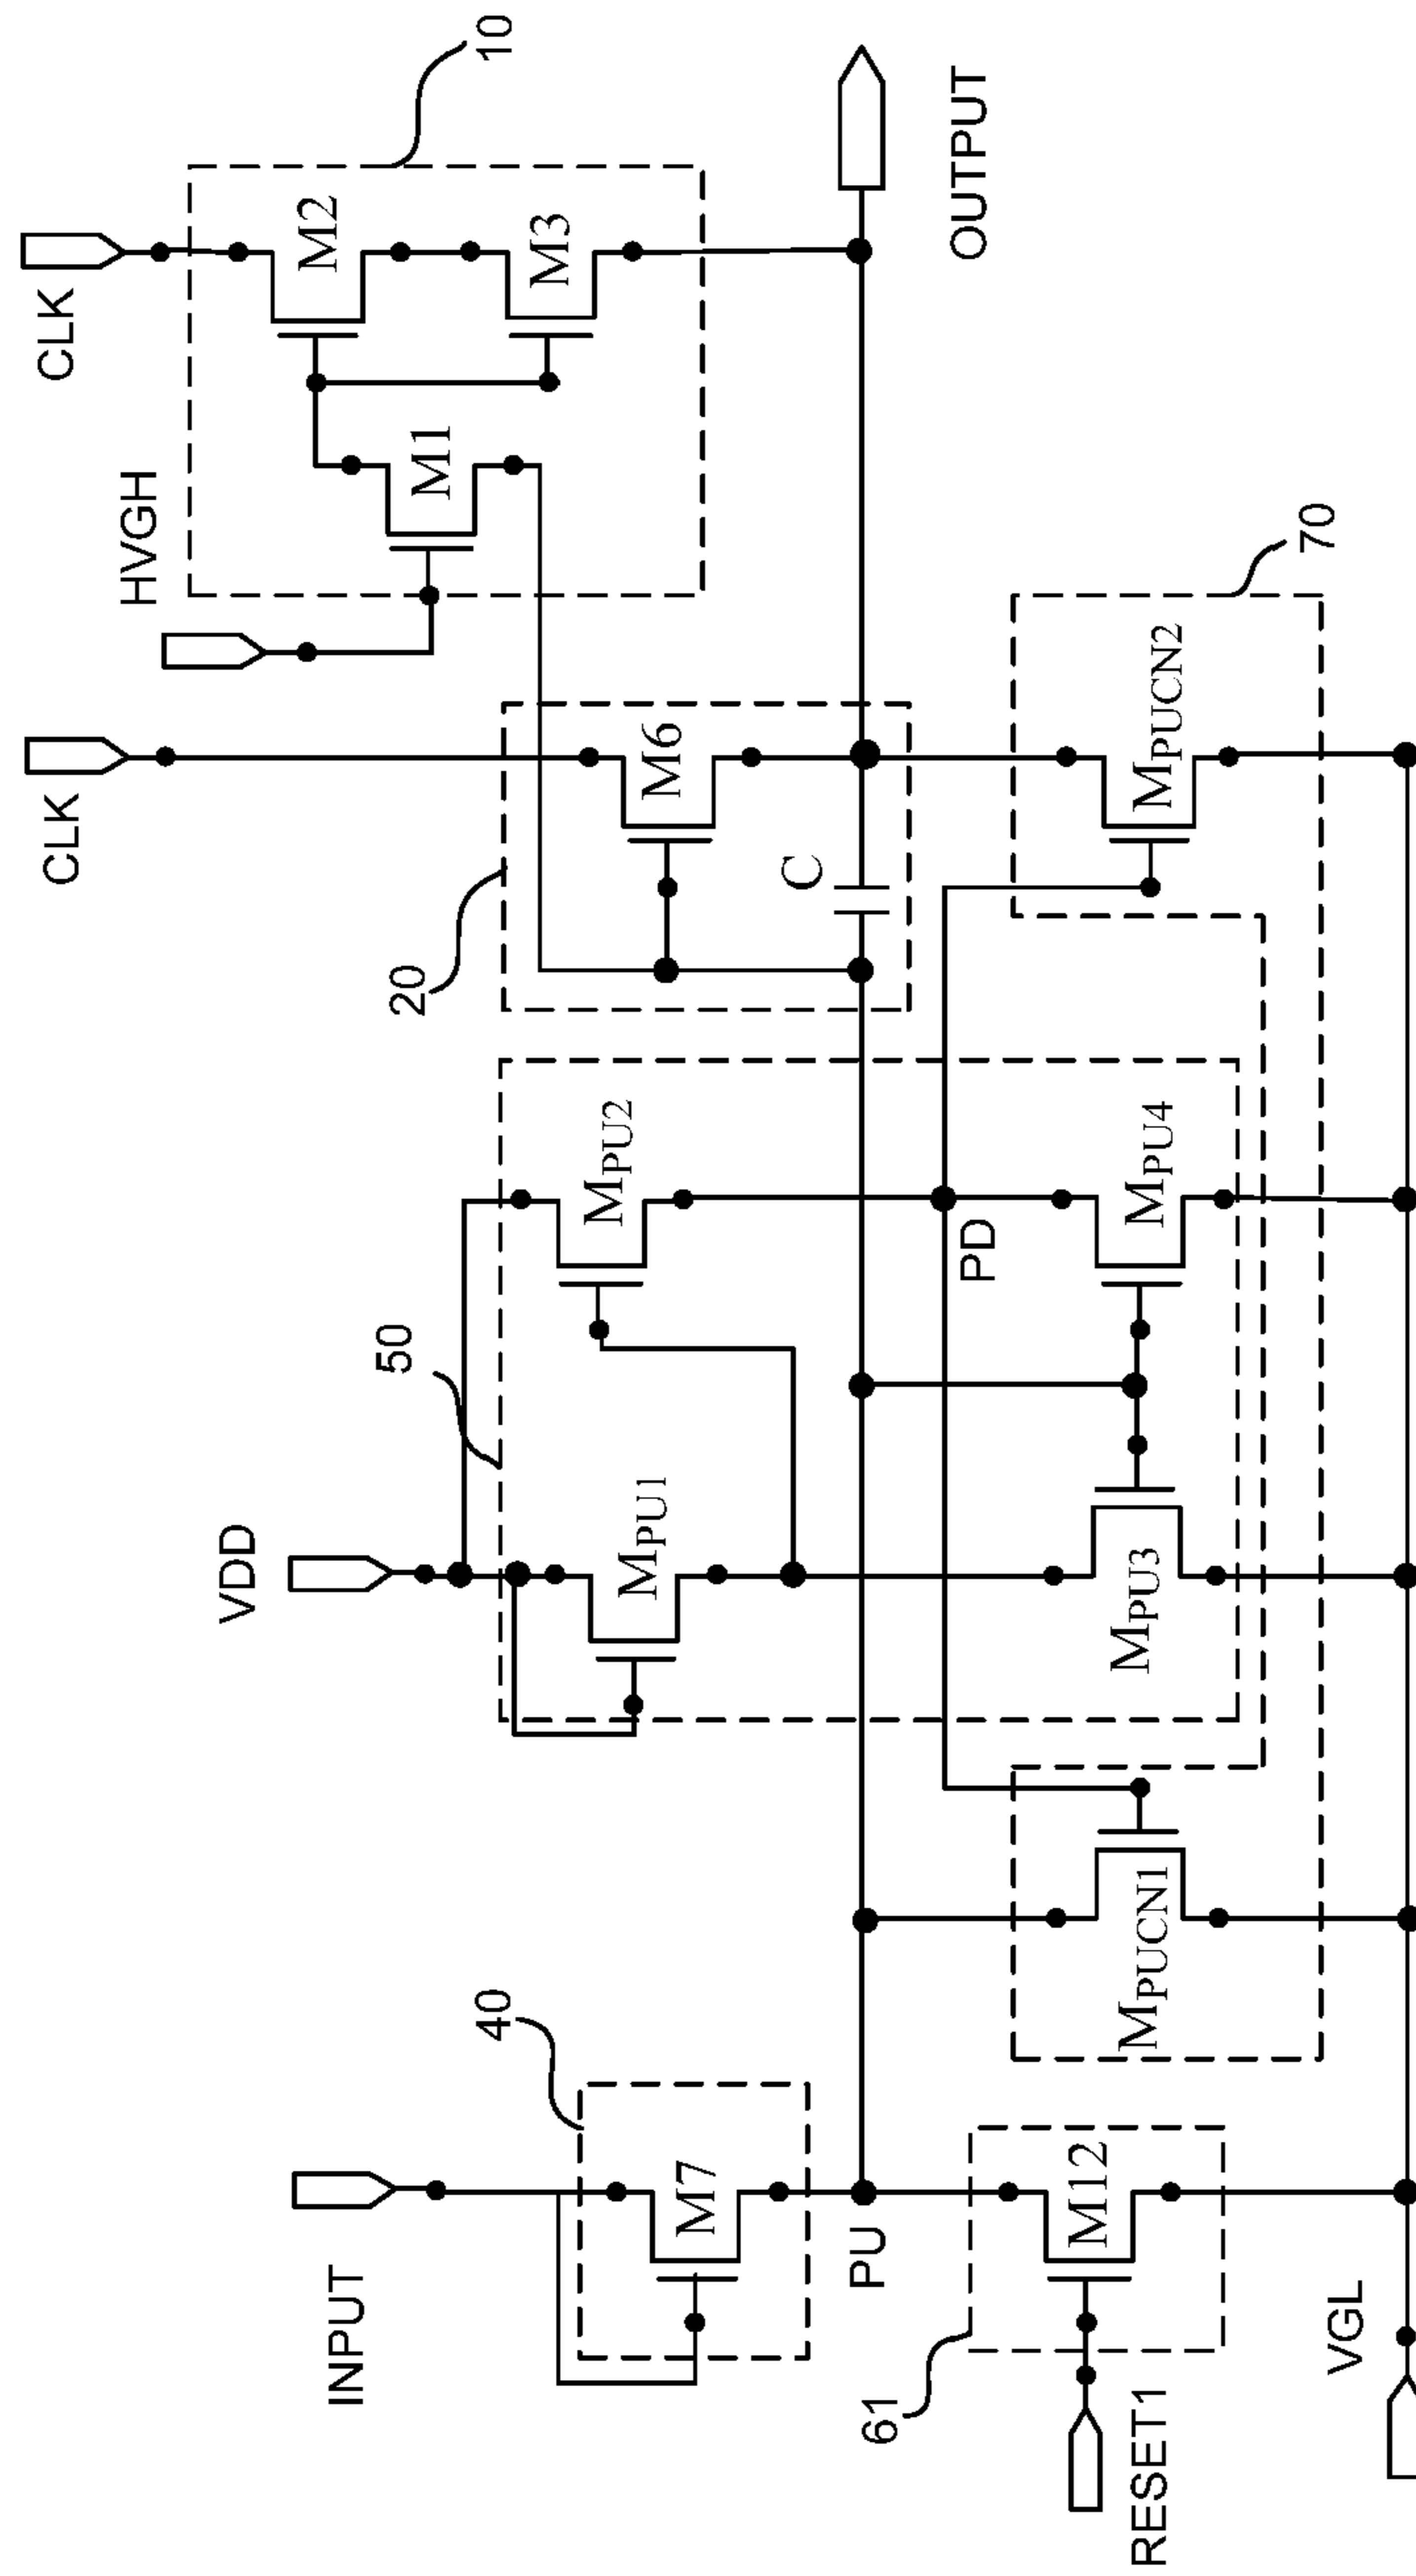 CLK
10
M2
M3
OUTPUT
HVGH
M1
CLK
20
M6
C
70
MPUCN2
VDD
50
MPU2
MPU1
PD
MPU4
MPU3
MPUCN1
INPUT
40
M7
PU
61
M12
RESET1
VGL